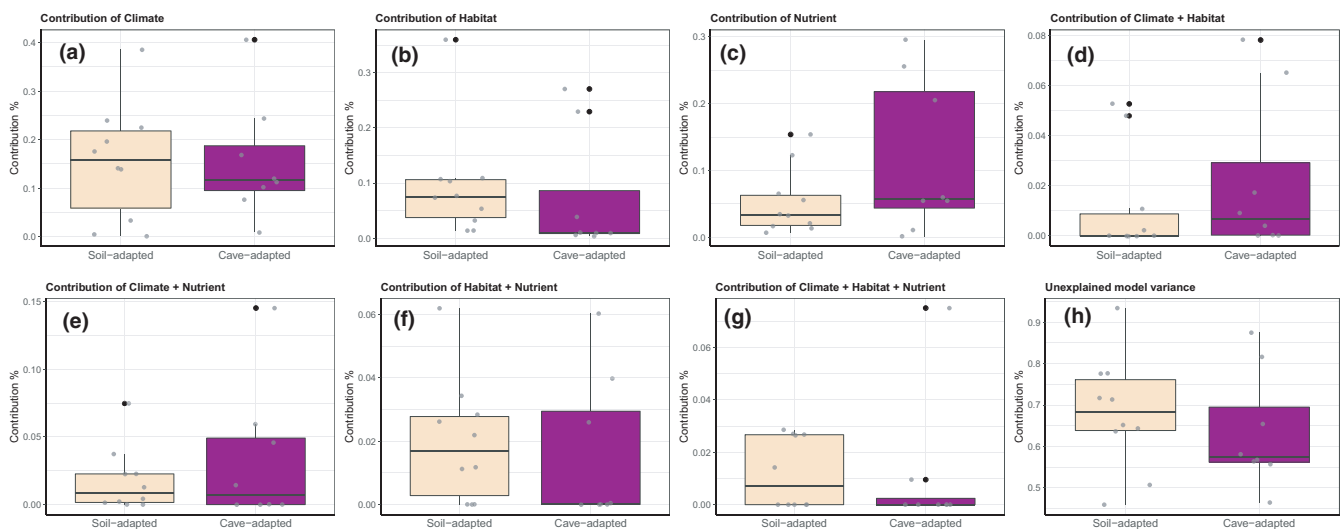 Contribution of Climate
(a)
Contribution %
0.4
0.3
0.2
0.1
0.0
Soil−adapted
Cave−adapted
Contribution of Habitat
(b)
Contribution %
0.3
0.2
0.1
0.0
Soil−adapted
Cave−adapted
Contribution of Nutrient
(c)
Contribution %
0.3
0.2
0.1
0.0
Soil−adapted
Cave−adapted
Contribution of Climate + Habitat
(d)
Contribution %
0.08
0.06
0.04
0.02
0.00
Soil−adapted
Cave−adapted
Contribution of Climate + Nutrient
(e)
Contribution %
0.15
0.10
0.05
0.00
Soil−adapted
Cave−adapted
Contribution of Habitat + Nutrient
(f)
Contribution %
0.06
0.04
0.02
0.00
Soil−adapted
Cave−adapted
Contribution of Climate + Habitat + Nutrient
(g)
Contribution %
0.06
0.04
0.02
0.00
Soil−adapted
Cave−adapted
Unexplained model variance
(h)
Contribution %
0.9
0.8
0.7
0.6
0.5
Soil−adapted
Cave−adapted